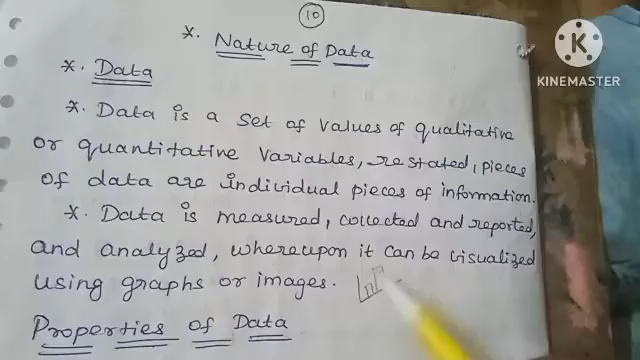 10
*. Nature of Data
*. Data
*. Data is a set of values of qualitative
or quantitative variables, restated, pieces
of data are individual pieces of information.
*. Data is measured, collected and reported,
and analyzed, whereupon it can be visualized
using graphs or images.
Properties of Data
K
KINEMASTER